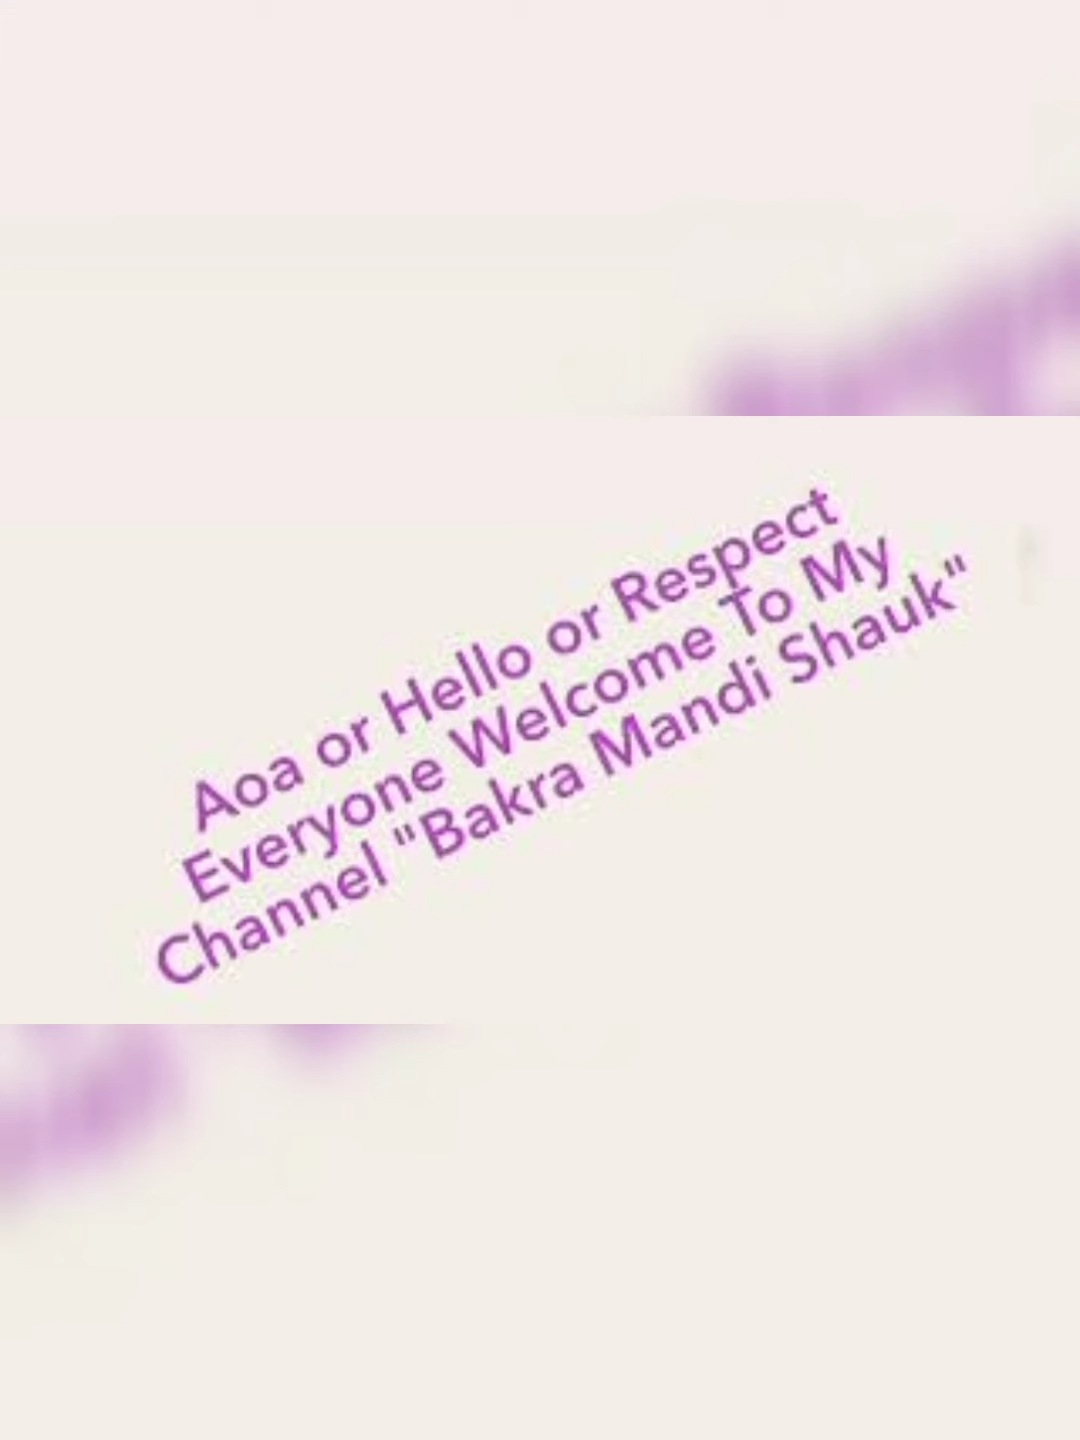 Aoa or Hello or Respect
Everyone Welcome To My
Channel "Bakra Mandi Shauk"